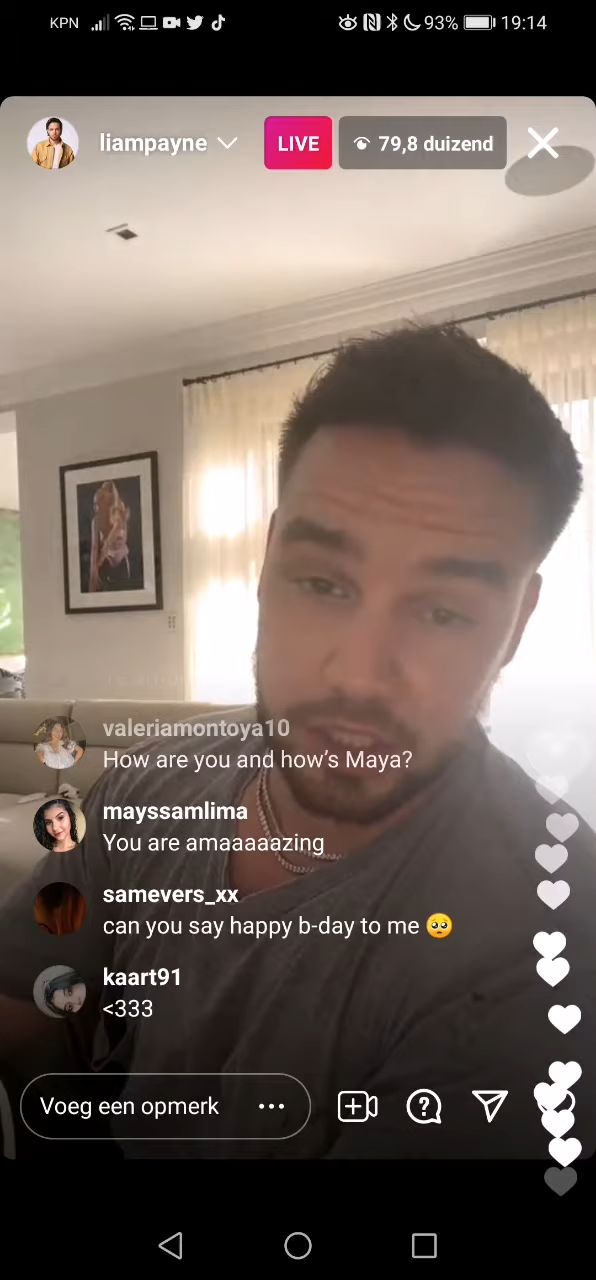 KPN
93%
19:14
liampayne
LIVE
79,8 duizend
valeriamontoya10
How are you and how's Maya?
mayssamlima
You are amaaaaazing
samevers_xx
can you say happy b-day to me 🥺
kaart91
<333
Voeg een opmerk